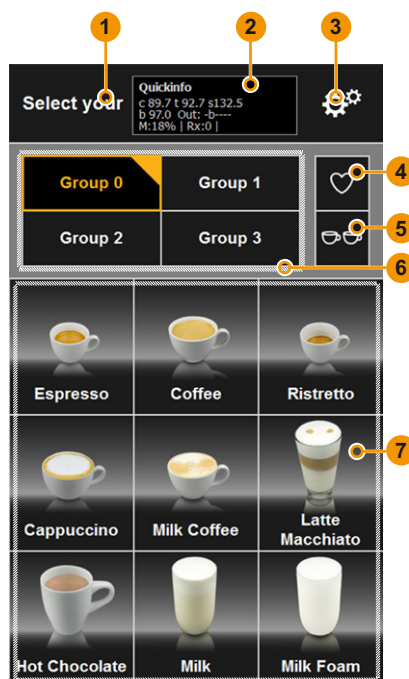 1
2
3
Quickinfo
Select your
c 89.7 t 92.7 s132.5
b 97.0 Out: -b----
M:18% | Rx:0 |
4
Group 0
Group 1
5
Group 2
Group 3
6
Espresso
Coffee
Ristretto
7
Cappuccino
Milk Coffee
Latte
Macchiato
Hot Chocolate
Milk
Milk Foam